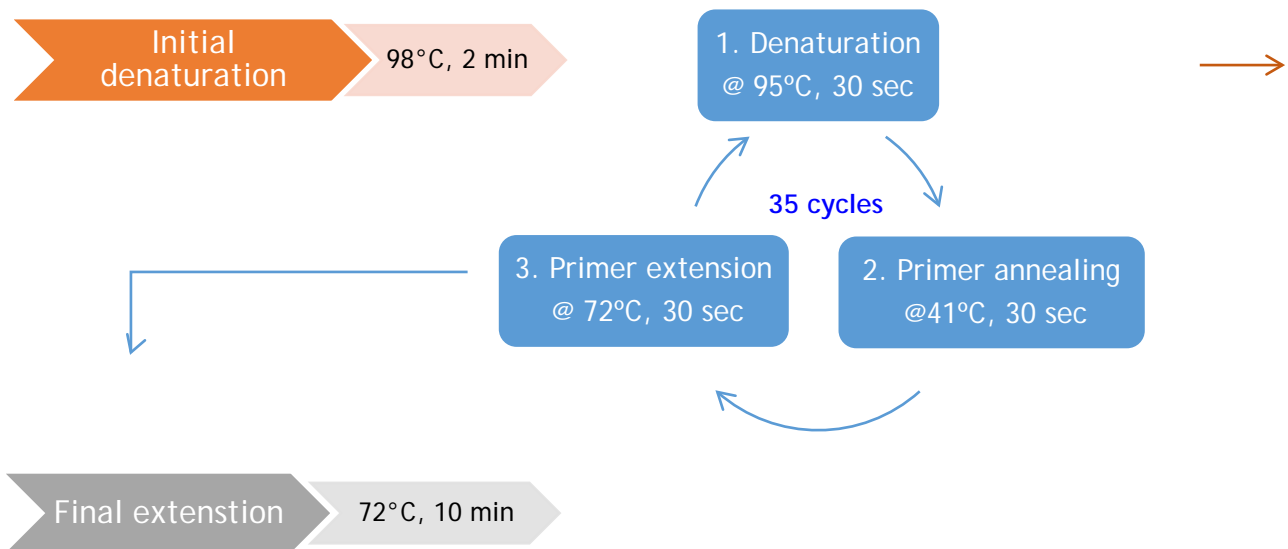 Initial
denaturation
98°C, 2 min
1. Denaturation
@ 95ºC, 30 sec
35 cycles
3. Primer extension
@ 72ºC, 30 sec
2. Primer annealing
@41ºC, 30 sec
Final extenstion
72°C, 10 min